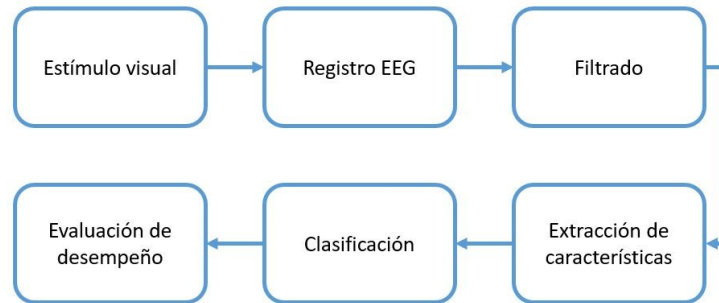 Estímulo visual
Registro EEG
Filtrado
Extracción de
características
Clasificación
Evaluación de
desempeño